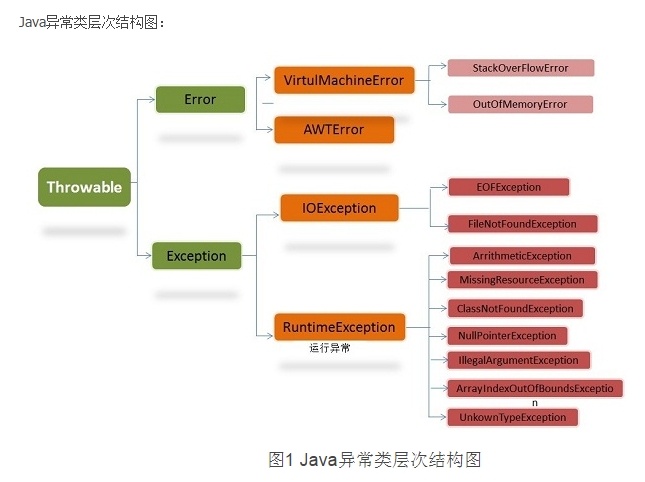 Java异常类层次结构图：
Throwable
Error
VirtulMachineError
StackOverFlowError
OutOfMemoryError
AWTError
Exception
IOException
EOFException
FileNotFoundException
RuntimeException
运行异常
ArrithmeticException
MissingResourceException
ClassNotFoundException
NullPointerException
IllegalArgumentException
ArrayIndexOutOfBoundsExceptio
n
UnkownTypeException
图1 Java异常类层次结构图